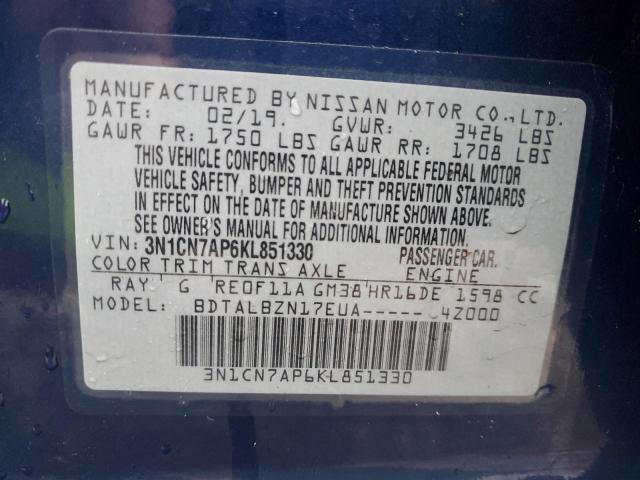 MANUFACTURED BY NISSAN MOTOR CO., LTD.
DATE: 02/19. GVWR: 3426 LBS
GAWR FR: 1750 LBS GAWR RR: 1708 LBS
THIS VEHICLE CONFORMS TO ALL APPLICABLE FEDERAL MOTOR
VEHICLE SAFETY, BUMPER AND THEFT PREVENTION STANDARDS
IN EFFECT ON THE DATE OF MANUFACTURE SHOWN ABOVE.
SEE OWNER'S MANUAL FOR ADDITIONAL INFORMATION.
VIN: 3N1CN7AP6KL851330 PASSENGER CAR.
COLOR TRIM TRANS AXLE ENGINE
RAY G RE0F11A GM38 HR16DE 1598 CC
MODEL: BDTALBZN17EUA----- 4Z000
3N1CN7AP6KL851330